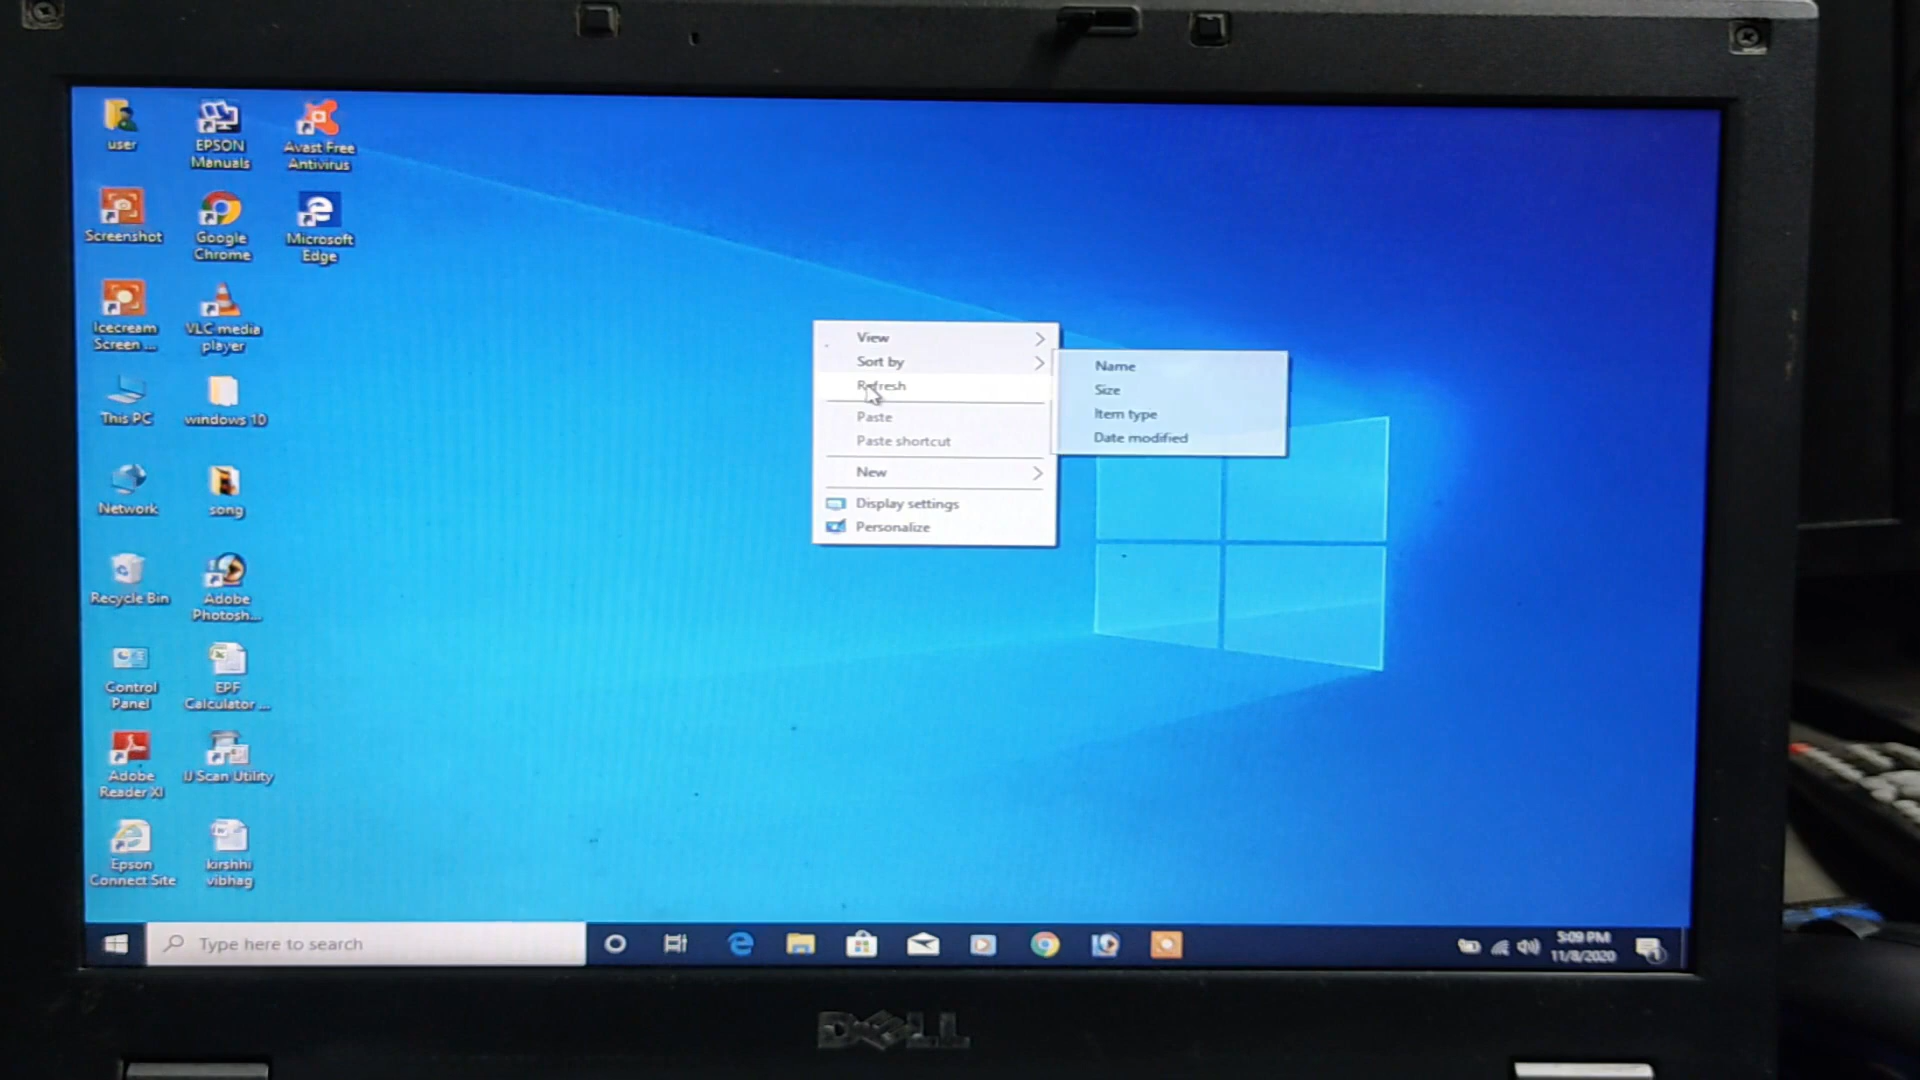 user
EPSON
Manuals
Avast Free
Antivirus
Screenshot
Google
Chrome
Microsoft
Edge
Icecream
Screen ...
VLC media
player
This PC
windows 10
Network
song
Recycle Bin
Adobe
Photosh...
Control
Panel
EPF
Calculator ...
Adobe
Reader XI
IJ Scan Utility
Epson
Connect Site
kirshhi
vibhag
View
Sort by
Refresh
Paste
Paste shortcut
New
Display settings
Personalize
Name
Size
Item type
Date modified
Type here to search
5:09 PM
11/8/2020
1
DELL